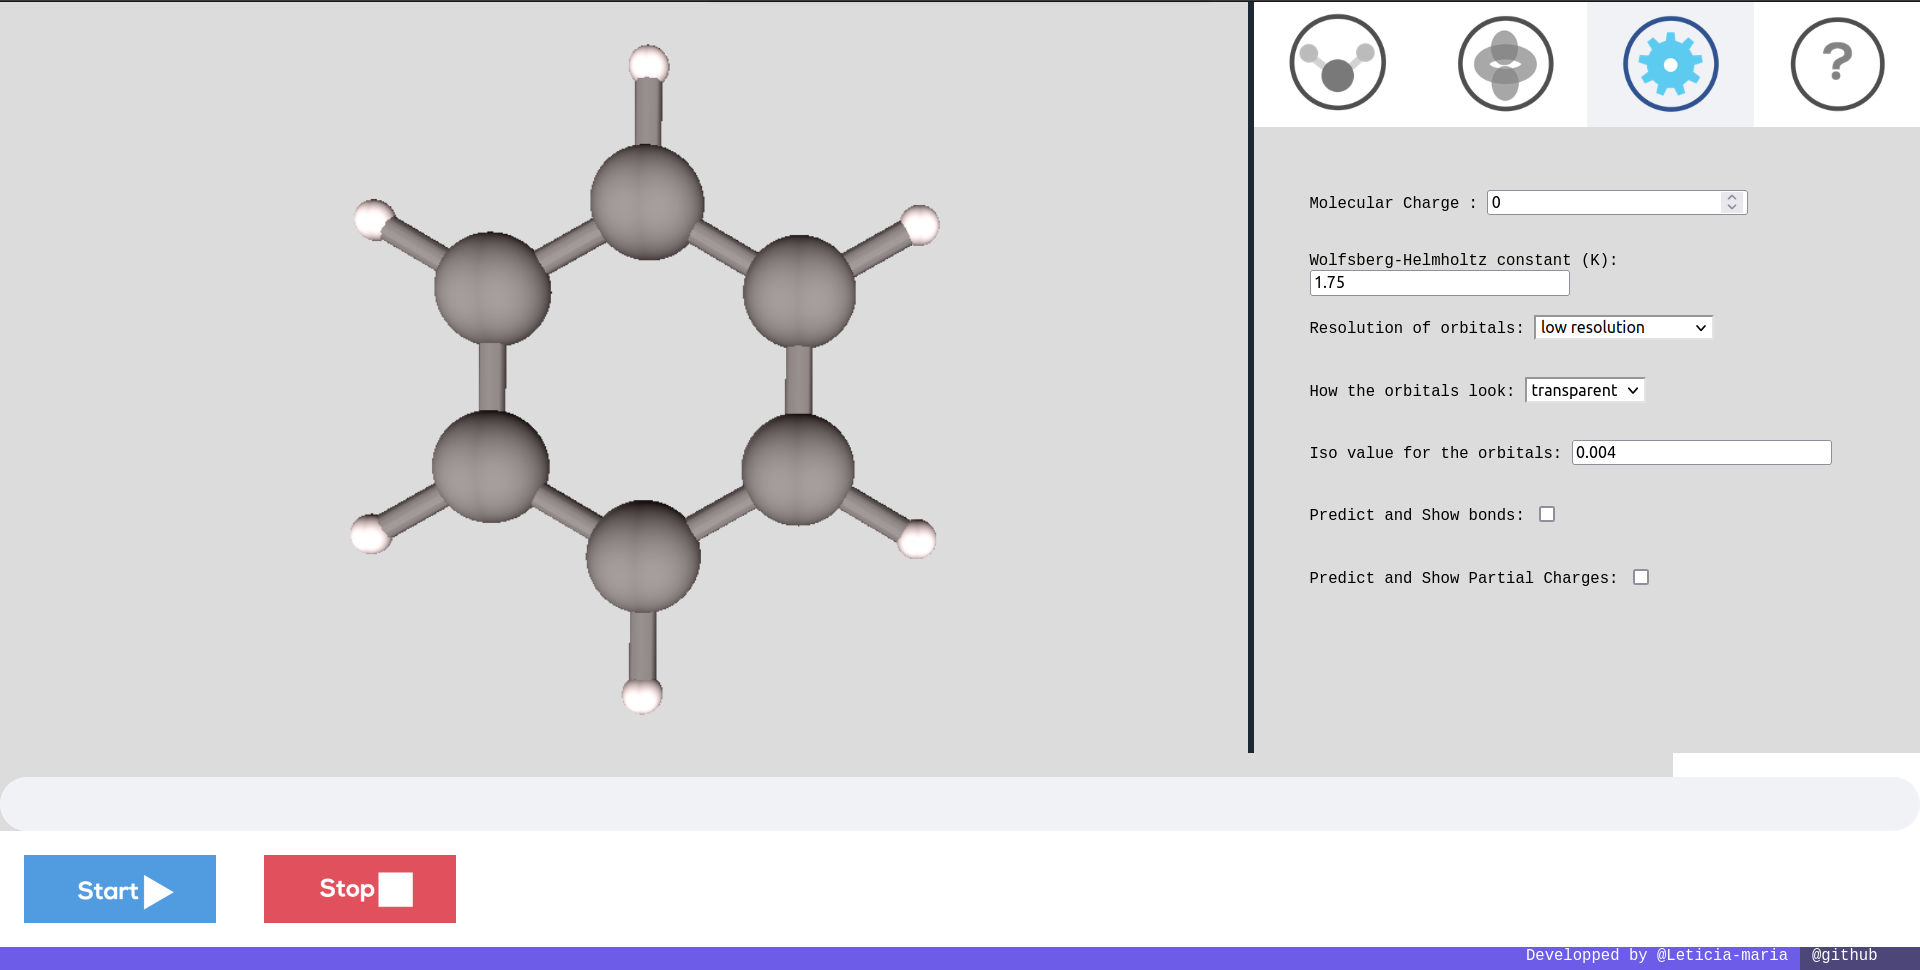 ?
Molecular Charge : 0
Wolfsberg-Helmholtz constant (K):
1.75
Resolution of orbitals: low resolution
How the orbitals look: transparent
Iso value for the orbitals: 0.004
Predict and Show bonds:
Predict and Show Partial Charges:
Start Stop
Developped by @Leticia-maria @github